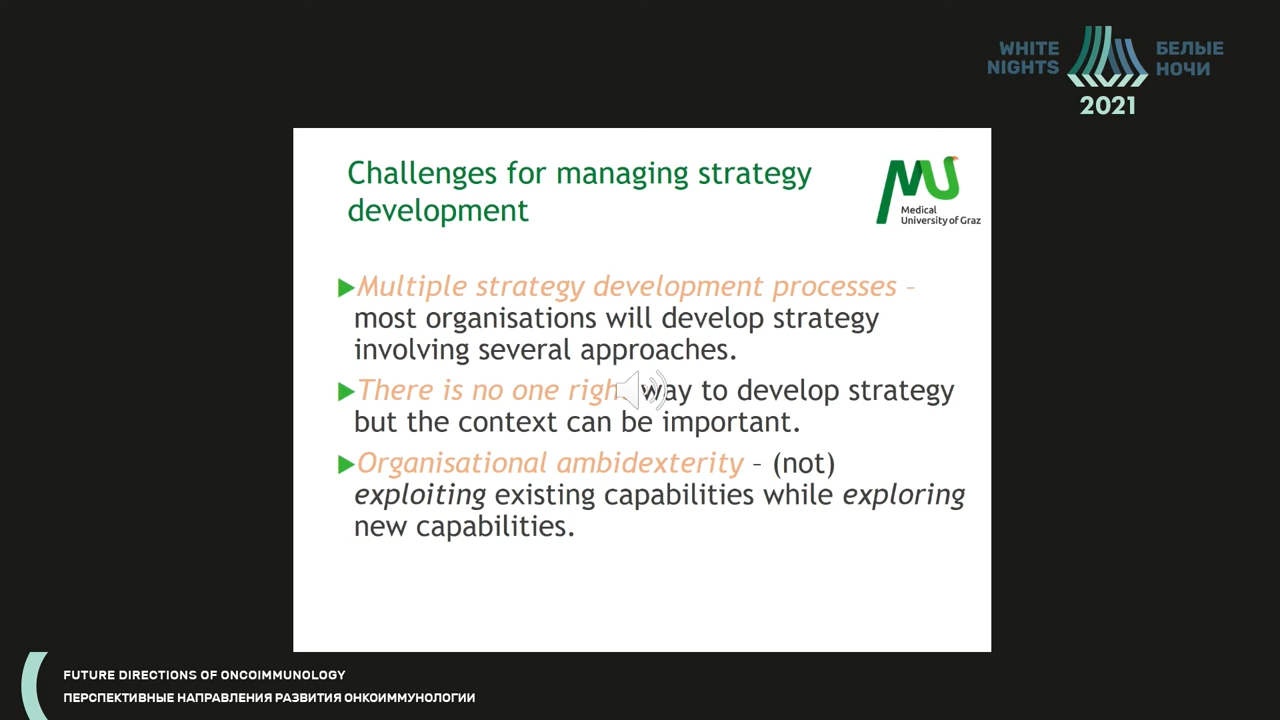 WHITE NIGHTS
БЕЛЫЕ НОЧИ
2021
Challenges for managing strategy
development
MU
Medical
University of Graz
Multiple strategy development processes –
most organisations will develop strategy
involving several approaches.
There is no one right way to develop strategy
but the context can be important.
Organisational ambidexterity – (not)
exploiting existing capabilities while exploring
new capabilities.
FUTURE DIRECTIONS OF ONCOIMMUNOLOGY
ПЕРСПЕКТИВНЫЕ НАПРАВЛЕНИЯ РАЗВИТИЯ ОНКОИММУНОЛОГИИ